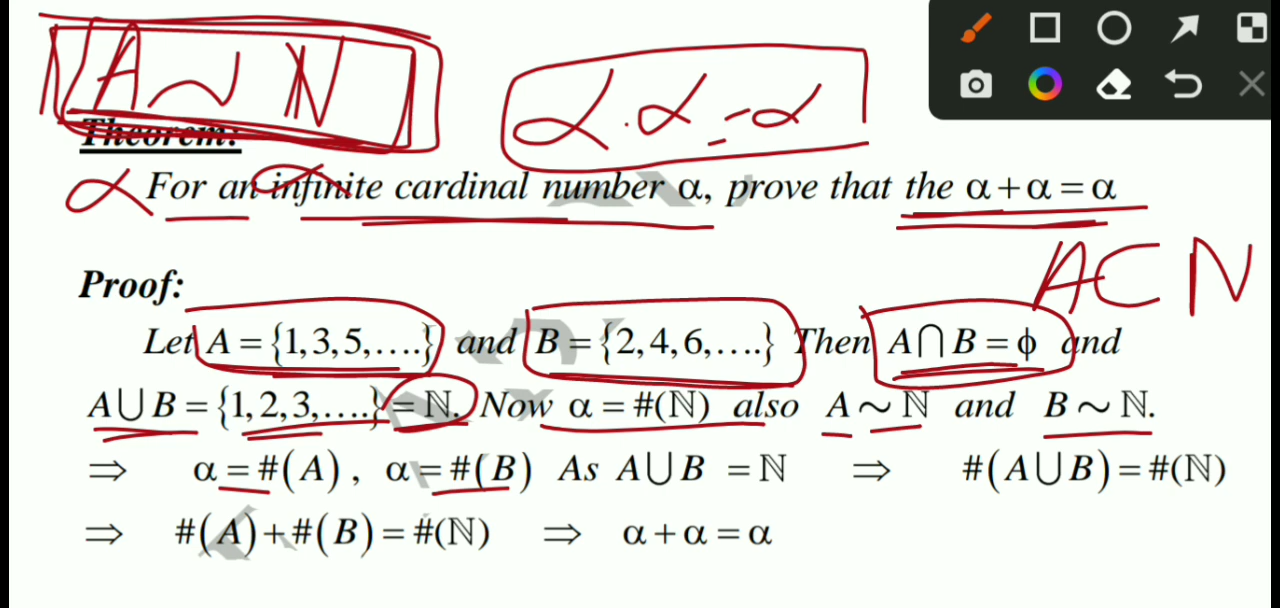 A ~ N
α . α = α
Theorem:
α For an infinite cardinal number α, prove that the α + α = α
A ⊂ N
Proof:
Let A = {1, 3, 5, ....} and B = {2, 4, 6, ....} Then A ⋂ B = ϕ and
A ⋃ B = {1, 2, 3, ....} = ℕ. Now α = #(ℕ) also A ~ ℕ and B ~ ℕ.
⇒ α = #(A), α = #(B) As A ⋃ B = ℕ ⇒ #(A ⋃ B) = #(ℕ)
⇒ #(A) + #(B) = #(ℕ) ⇒ α + α = α